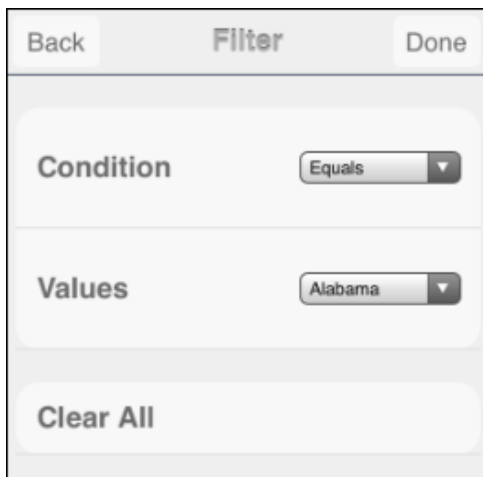 Back Filter Done
Condition Equals
Values Alabama
Clear All